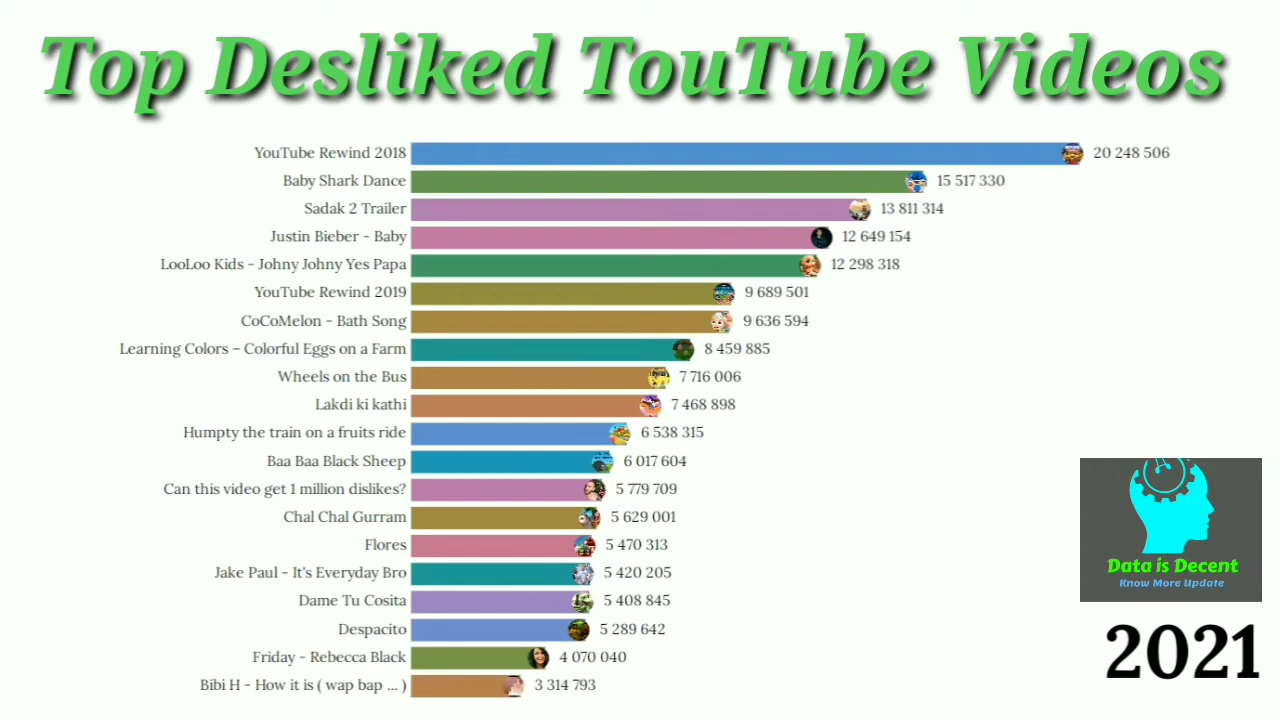 Top Desliked TouTube Videos
YouTube Rewind 2018 20 248 506
Baby Shark Dance 15 517 330
Sadak 2 Trailer 13 811 314
Justin Bieber - Baby 12 649 154
LooLoo Kids - Johny Johny Yes Papa 12 298 318
YouTube Rewind 2019 9 689 501
CoCoMelon - Bath Song 9 636 594
Learning Colors – Colorful Eggs on a Farm 8 459 885
Wheels on the Bus 7 716 006
Lakdi ki kathi 7 468 898
Humpty the train on a fruits ride 6 538 315
Baa Baa Black Sheep 6 017 604
Can this video get 1 million dislikes? 5 779 709
Chal Chal Gurram 5 629 001
Flores 5 470 313
Jake Paul - It's Everyday Bro 5 420 205
Dame Tu Cosita 5 408 845
Despacito 5 289 642
Friday - Rebecca Black 4 070 040
Bibi H - How it is ( wap bap ... ) 3 314 793
Data is Decent
Know More Update
2021